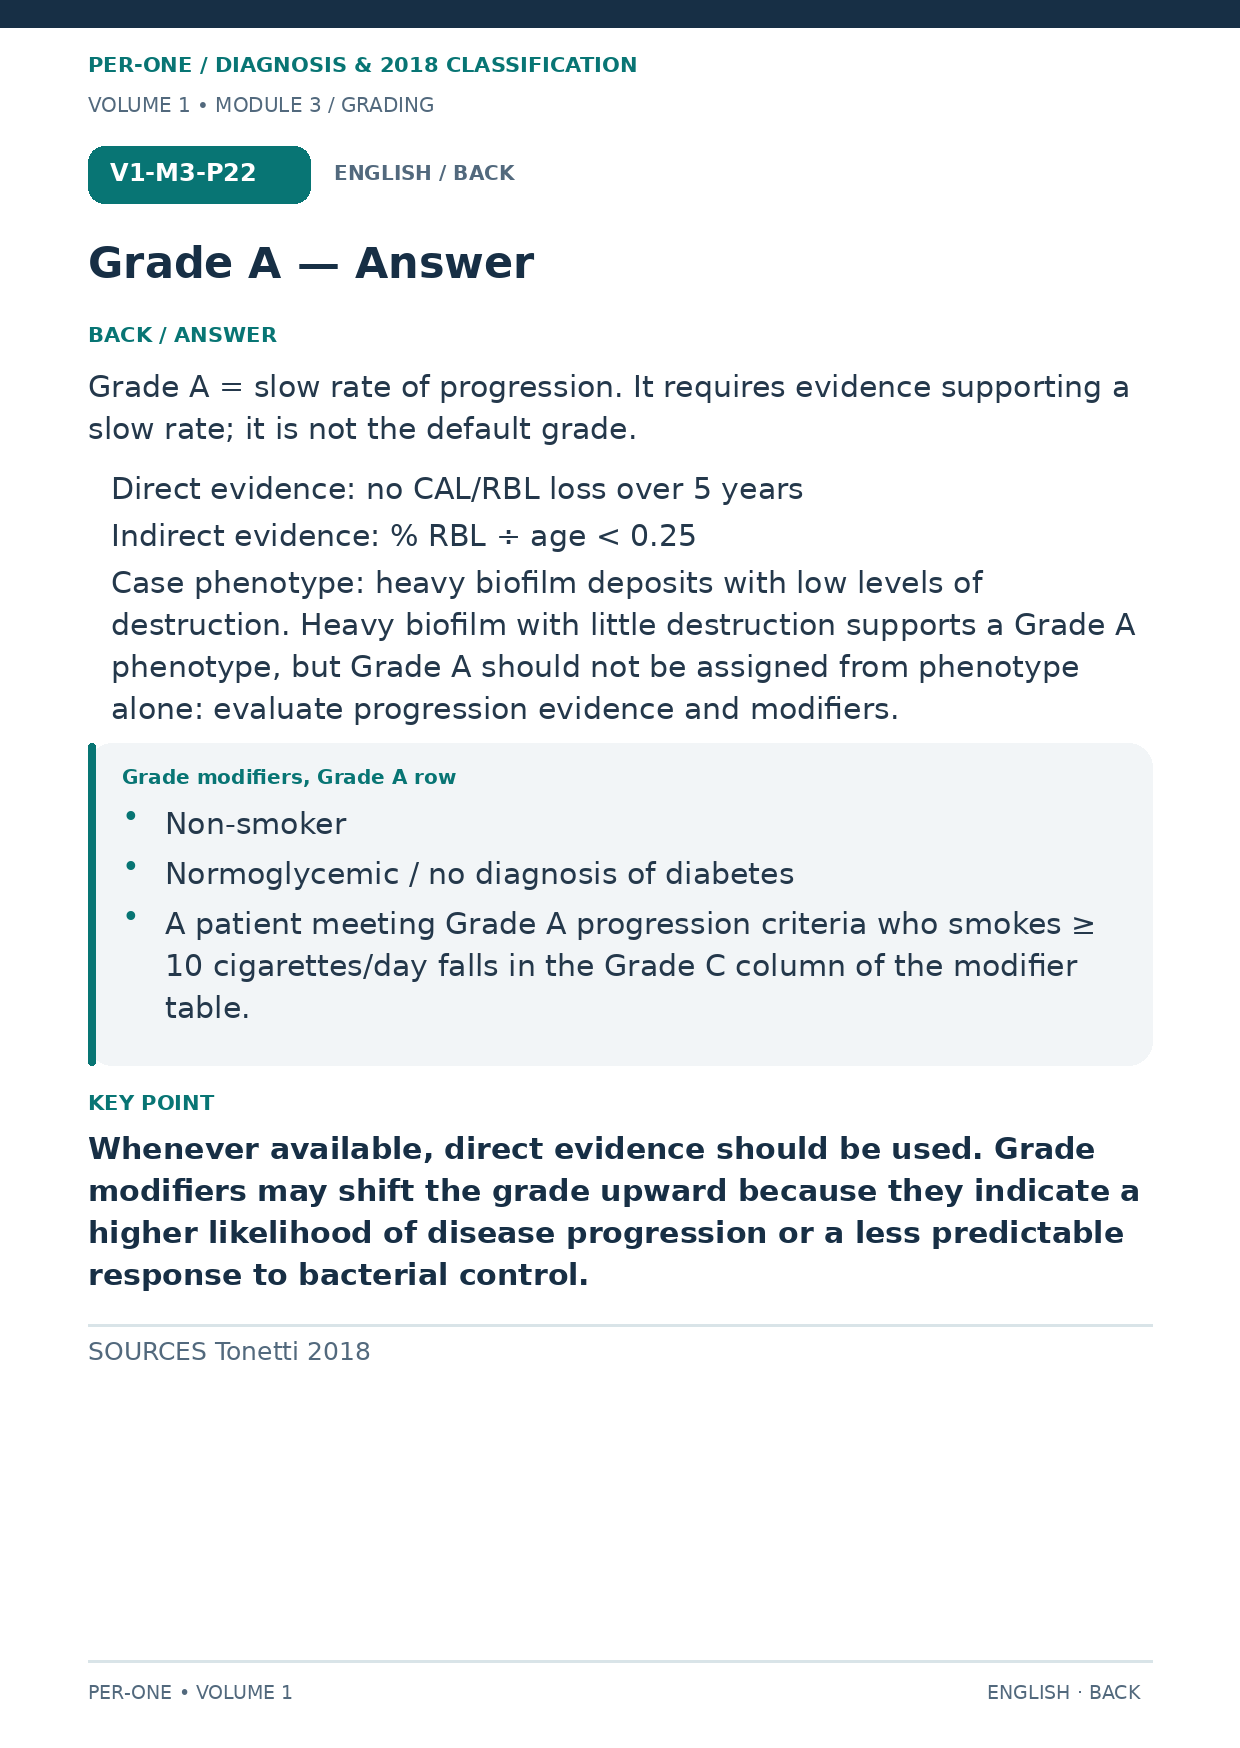 PER-ONE / DIAGNOSIS & 2018 CLASSIFICATION
VOLUME 1 • MODULE 3 / GRADING
V1-M3-P22
ENGLISH / BACK
Grade A — Answer
BACK / ANSWER
Grade A = slow rate of progression. It requires evidence supporting a
slow rate; it is not the default grade.
Direct evidence: no CAL/RBL loss over 5 years
Indirect evidence: % RBL ÷ age < 0.25
Case phenotype: heavy biofilm deposits with low levels of
destruction. Heavy biofilm with little destruction supports a Grade A
phenotype, but Grade A should not be assigned from phenotype
alone: evaluate progression evidence and modifiers.
Grade modifiers, Grade A row
• Non-smoker
• Normoglycemic / no diagnosis of diabetes
• A patient meeting Grade A progression criteria who smokes ≥
10 cigarettes/day falls in the Grade C column of the modifier
table.
KEY POINT
Whenever available, direct evidence should be used. Grade
modifiers may shift the grade upward because they indicate a
higher likelihood of disease progression or a less predictable
response to bacterial control.
SOURCES Tonetti 2018
PER-ONE • VOLUME 1
ENGLISH · BACK